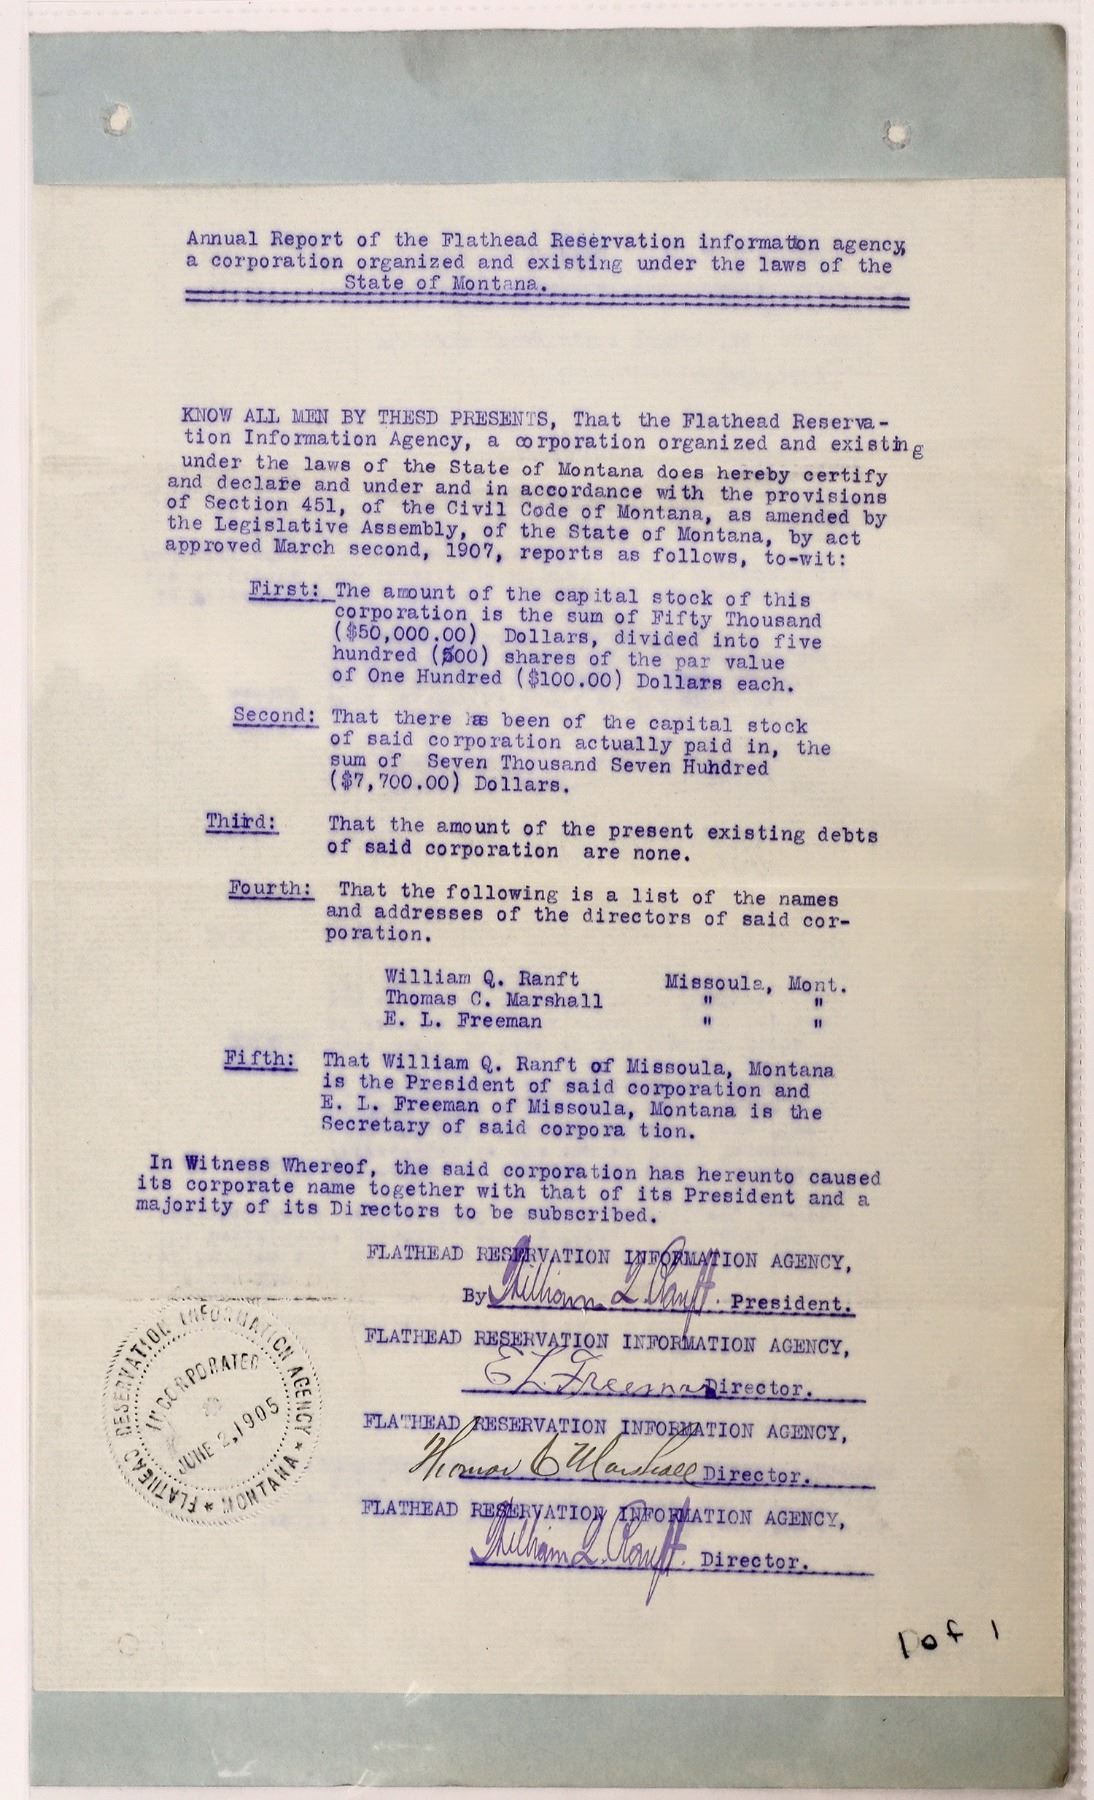 Annual Report of the Flathead Reservation information agency,
a corporation organized and existing under the laws of the
State of Montana.
KNOW ALL MEN BY THESD PRESENTS, That the Flathead Reserva-
tion Information Agency, a corporation organized and existing
under the laws of the State of Montana does hereby certify
and declare and under and in accordance with the provisions
of Section 451, of the Civil Code of Montana, as amended by
the Legislative Assembly, of the State of Montana, by act
approved March second, 1907, reports as follows, to-wit:
First: The amount of the capital stock of this
corporation is the sum of Fifty Thousand
($50,000.00) Dollars, divided into five
hundred (500) shares of the par value
of One Hundred ($100.00) Dollars each.
Second: That there has been of the capital stock
of said corporation actually paid in, the
sum of Seven Thousand Seven Huhdred
($7,700.00) Dollars.
Third: That the amount of the present existing debts
of said corporation are none.
Fourth: That the following is a list of the names
and addresses of the directors of said cor-
poration.
William Q. Ranft Missoula, Mont.
Thomas C. Marshall " "
E. L. Freeman " "
Fifth: That William Q. Ranft of Missoula, Montana
is the President of said corporation and
E. L. Freeman of Missoula, Montana is the
Secretary of said corpora tion.
In Witness Whereof, the said corporation has hereunto caused
its corporate name together with that of its President and a
majority of its Directors to be subscribed.
FLATHEAD RESERVATION INFORMATION AGENCY,
By William Q. Ranft. President.
FLATHEAD RESERVATION INFORMATION AGENCY,
E L Freeman Director.
FLATHEAD RESERVATION INFORMATION AGENCY,
Thomas C Marshall Director.
FLATHEAD RESERVATION INFORMATION AGENCY,
William Q. Ranft. Director.
FLATHEAD RESERVATION INFORMATION AGENCY
* MONTANA *
INCORPORATED
JUNE 2, 1905
1 of 1